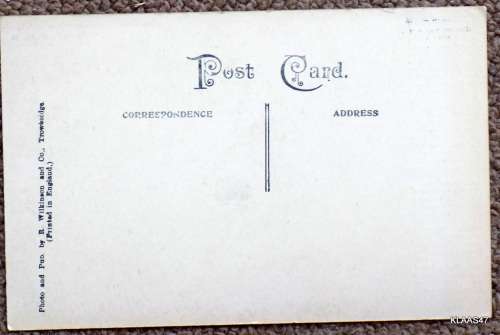 Post Card.
CORRESPONDENCE
ADDRESS
Photo and Pub. by R. Wilkinson and Co., Trowbridge.
(Printed in England.)
KLAAS47